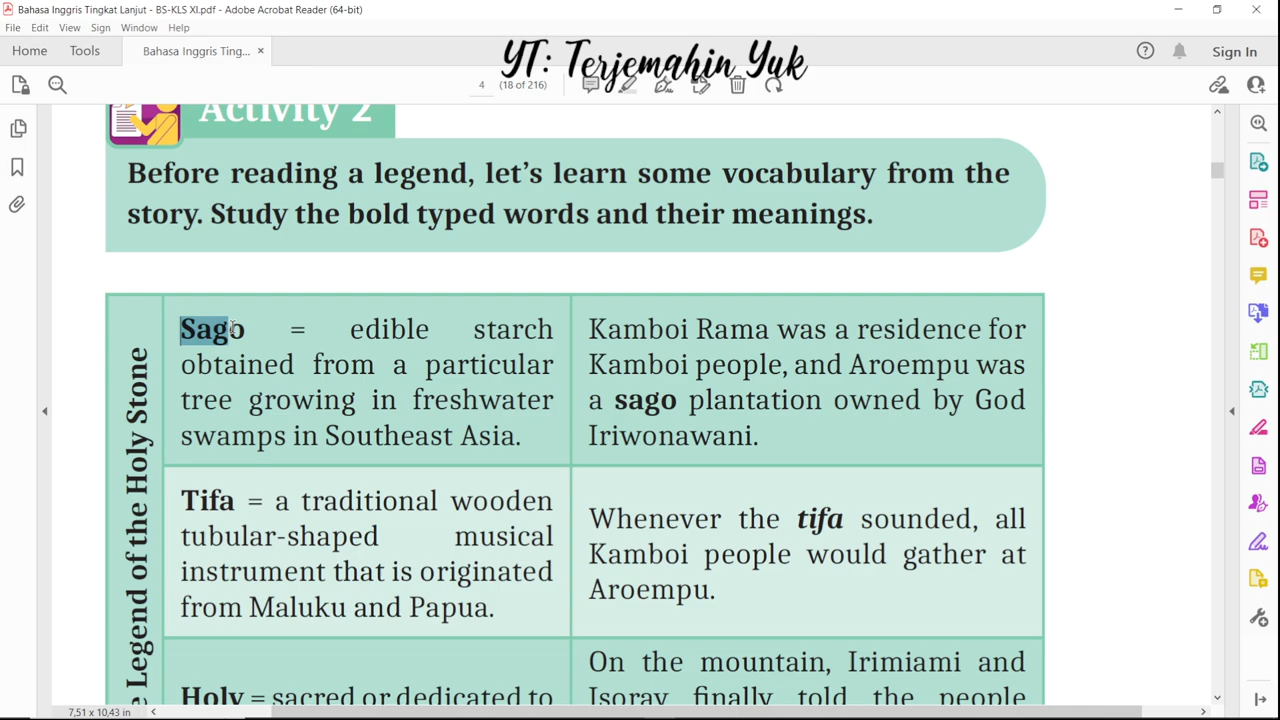 Bahasa Inggris Tingkat Lanjut - BS-KLS XI.pdf - Adobe Acrobat Reader (64-bit)
File Edit View Sign Window Help
Home Tools Bahasa Inggris Ting... × Sign In
YT: Terjemahin Yuk
4 (18 of 216)
Activity 2
Before reading a legend, let's learn some vocabulary from the
story. Study the bold typed words and their meanings.
e Legend of the Holy Stone
Sago = edible starch
obtained from a particular
tree growing in freshwater
swamps in Southeast Asia.
Kamboi Rama was a residence for
Kamboi people, and Aroempu was
a sago plantation owned by God
Iriwonawani.
Tifa = a traditional wooden
tubular-shaped musical
instrument that is originated
from Maluku and Papua.
Whenever the tifa sounded, all
Kamboi people would gather at
Aroempu.
Holy = sacred or dedicated to
On the mountain, Irimiami and
Isoray finally told the people
7,51 x 10,43 in